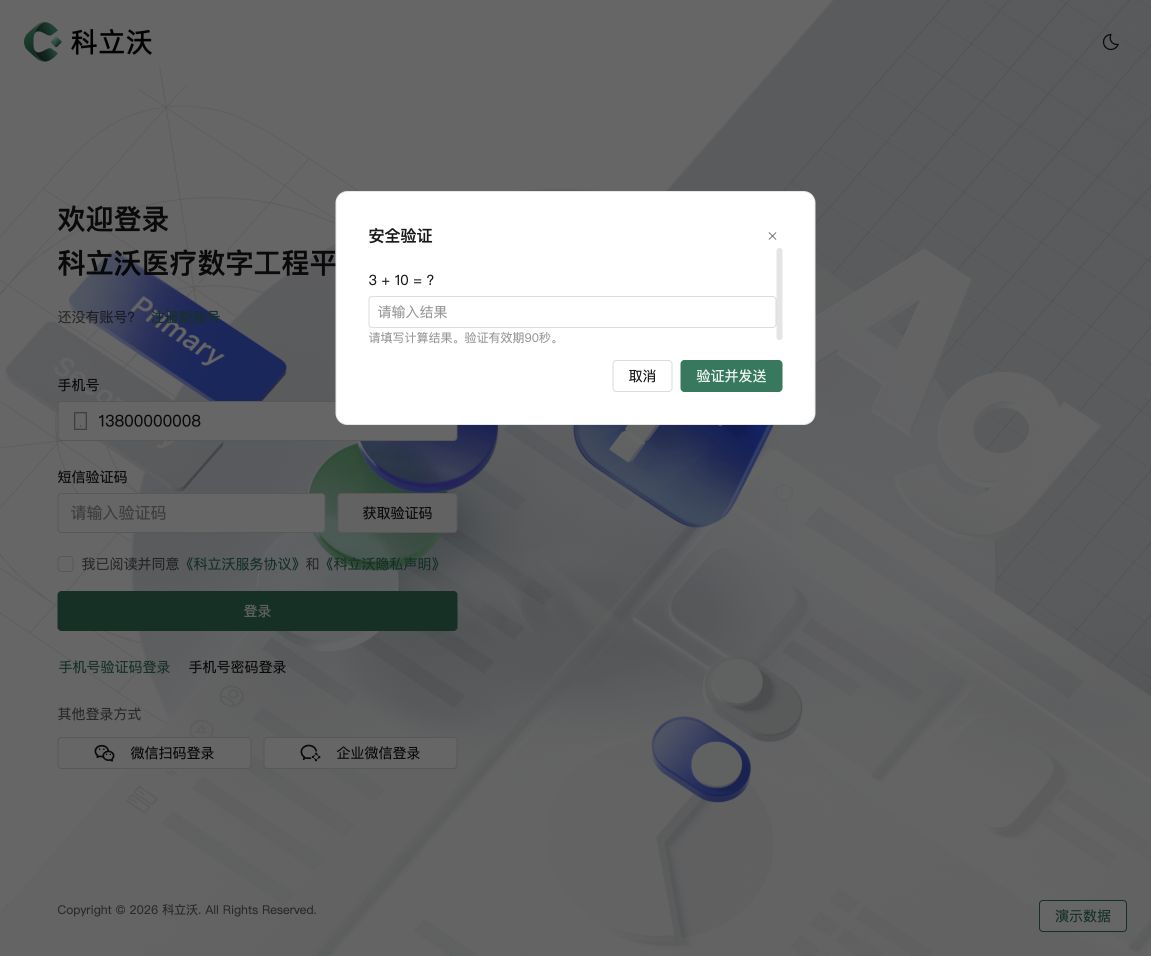 科立沃
欢迎登录
科立沃医疗数字工程平
还没有账号?
手机号
13800000008
短信验证码
请输入验证码
获取验证码
我已阅读并同意《科立沃服务协议》和《科立沃隐私声明》
登录
手机号验证码登录 手机号密码登录
其他登录方式
微信扫码登录 企业微信登录
Copyright © 2026 科立沃. All Rights Reserved.
演示数据
安全验证
3 + 10 = ?
请输入结果
请填写计算结果。验证有效期90秒。
取消 验证并发送
Primary
Ag